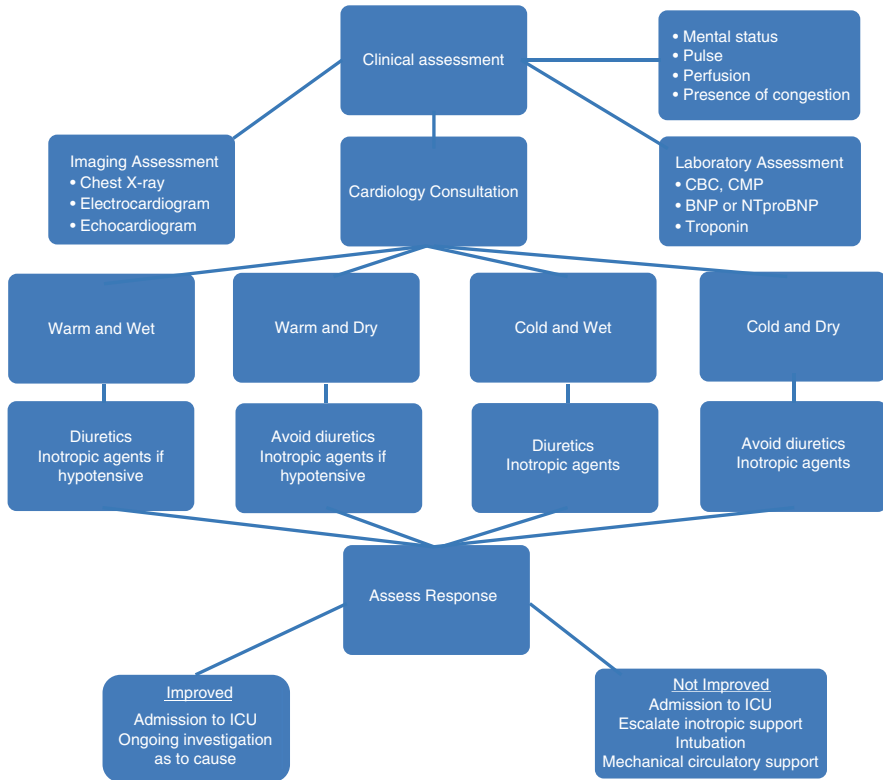 Clinical assessment
• Mental status
• Pulse
• Perfusion
• Presence of congestion
Imaging Assessment
• Chest X-ray
• Electrocardiogram
• Echocardiogram
Cardiology Consultation
Laboratory Assessment
• CBC, CMP
• BNP or NTproBNP
• Troponin
Warm and Wet
Warm and Dry
Cold and Wet
Cold and Dry
Diuretics
Inotropic agents if
hypotensive
Avoid diuretics
Inotropic agents if
hypotensive
Diuretics
Inotropic agents
Avoid diuretics
Inotropic agents
Assess Response
Improved
Admission to ICU
Ongoing investigation
as to cause
Not Improved
Admission to ICU
Escalate inotropic support
Intubation
Mechanical circulatory support